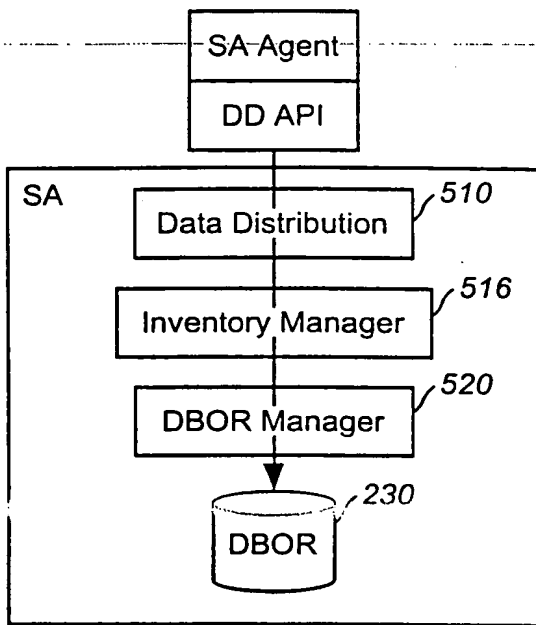 SA Agent
DD API
SA
510
Data Distribution
516
Inventory Manager
520
DBOR Manager
230
DBOR